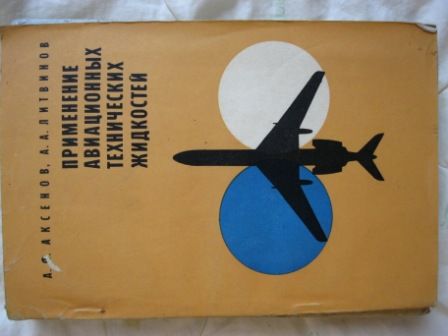 А. Ф. АКСЕНОВ, А. А. ЛИТВИНОВ
ПРИМЕНЕНИЕ
АВИАЦИОННЫХ
ТЕХНИЧЕСКИХ
ЖИДКОСТЕЙ